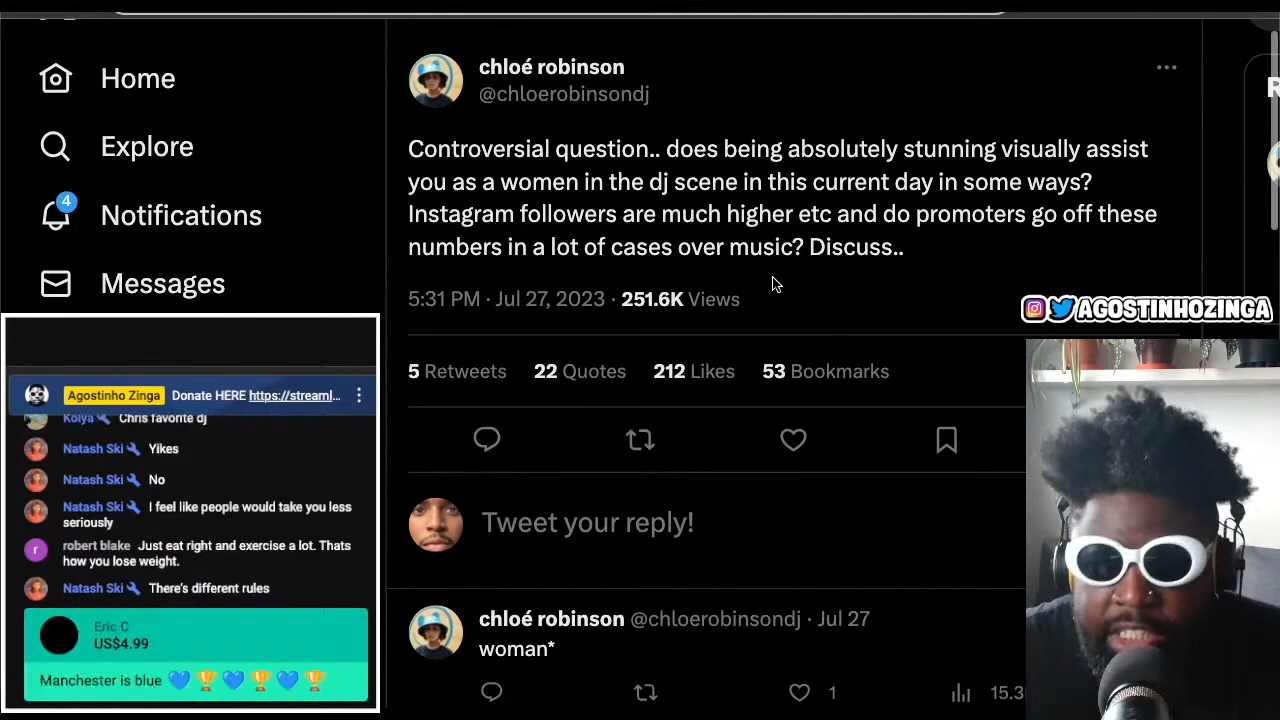 Home
Explore
4
Notifications
Messages
chloé robinson
@chloerobinsondj
Controversial question.. does being absolutely stunning visually assist
you as a women in the dj scene in this current day in some ways?
Instagram followers are much higher etc and do promoters go off these
numbers in a lot of cases over music? Discuss..
5:31 PM · Jul 27, 2023 · 251.6K Views
5 Retweets 22 Quotes 212 Likes 53 Bookmarks
Tweet your reply!
chloé robinson @chloerobinsondj · Jul 27
woman*
1 15.3
AGOSTINHOZINGA
Agostinho Zinga Donate HERE https://streaml...
Kolya Chris favorite dj
Natash Ski Yikes
Natash Ski No
Natash Ski I feel like people would take you less
seriously
r
robert blake Just eat right and exercise a lot. Thats
how you lose weight.
Natash Ski There's different rules
Eric C
US$4.99
Manchester is blue 💙 🏆 💙 🏆 💙 🏆